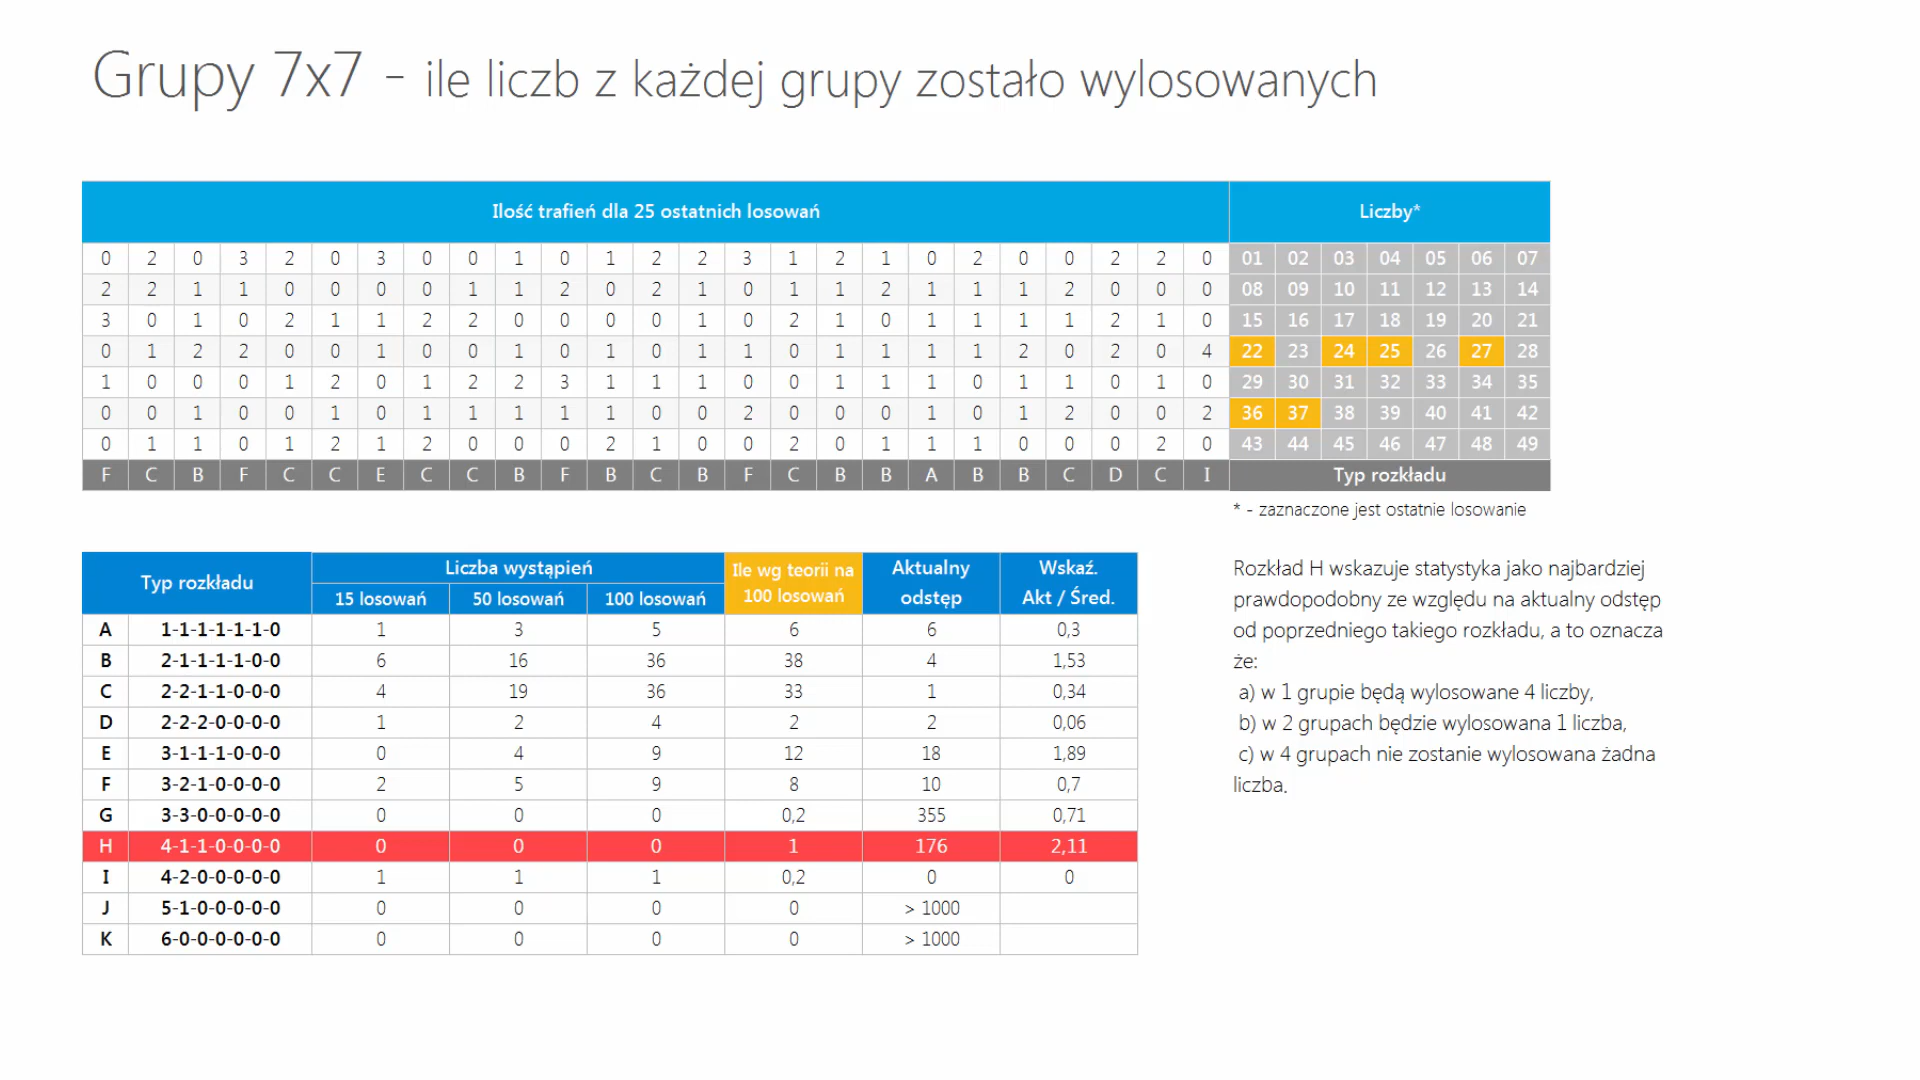 Grupy 7x7 - ile liczb z każdej grupy zostało wylosowanych
Ilość trafień dla 25 ostatnich losowań Liczby*
0 2 0 3 2 0 3 0 0 1 0 1 2 2 3 1 2 1 0 2 0 0 2 2 0 01 02 03 04 05 06 07
2 2 1 1 0 0 0 0 1 1 2 0 2 1 0 1 1 2 1 1 1 2 0 0 0 08 09 10 11 12 13 14
3 0 1 0 2 1 1 2 2 0 0 0 0 1 0 2 1 0 1 1 1 1 2 1 0 15 16 17 18 19 20 21
0 1 2 2 0 0 1 0 0 1 0 1 0 1 1 0 1 1 1 1 2 0 2 0 4 22 23 24 25 26 27 28
1 0 0 0 1 2 0 1 2 2 3 1 1 1 0 0 1 1 1 0 1 1 0 1 0 29 30 31 32 33 34 35
0 0 1 0 0 1 0 1 1 1 1 1 0 0 2 0 0 0 1 0 1 2 0 0 2 36 37 38 39 40 41 42
0 1 1 0 1 2 1 2 0 0 0 2 1 0 0 2 0 1 1 1 0 0 0 2 0 43 44 45 46 47 48 49
F C B F C C E C C B F B C B F C B B A B B C D C I Typ rozkładu
* - zaznaczone jest ostatnie losowanie
Typ rozkładu Liczba wystąpień Ile wg teorii na 100 losowań Aktualny odstęp Wskaź. Akt / Śred.
15 losowań 50 losowań 100 losowań
A 1-1-1-1-1-1-0 1 3 5 6 6 0,3
B 2-1-1-1-1-0-0 6 16 36 38 4 1,53
C 2-2-1-1-0-0-0 4 19 36 33 1 0,34
D 2-2-2-0-0-0-0 1 2 4 2 2 0,06
E 3-1-1-1-0-0-0 0 4 9 12 18 1,89
F 3-2-1-0-0-0-0 2 5 9 8 10 0,7
G 3-3-0-0-0-0-0 0 0 0 0,2 355 0,71
H 4-1-1-0-0-0-0 0 0 0 1 176 2,11
I 4-2-0-0-0-0-0 1 1 1 0,2 0 0
J 5-1-0-0-0-0-0 0 0 0 0 > 1000
K 6-0-0-0-0-0-0 0 0 0 0 > 1000
Rozkład H wskazuje statystyka jako najbardziej
prawdopodobny ze względu na aktualny odstęp
od poprzedniego takiego rozkładu, a to oznacza
że:
a) w 1 grupie będą wylosowane 4 liczby,
b) w 2 grupach będzie wylosowana 1 liczba,
c) w 4 grupach nie zostanie wylosowana żadna
liczba.